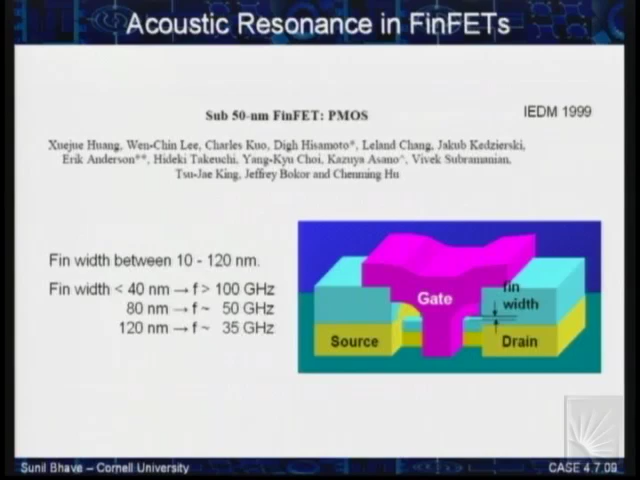 Acoustic Resonance in FinFETs
Sub 50-nm FinFET: PMOS
IEDM 1999
Xuejue Huang, Wen-Chin Lee, Charles Kuo, Digh Hisamoto*, Leland Chang, Jakub Kedzierski,
Erik Anderson**, Hideki Takeuchi, Yang-Kyu Choi, Kazuya Asano^, Vivek Subramanian,
Tsu-Jae King, Jeffrey Bokor and Chenming Hu
Fin width between 10 - 120 nm.
Fin width < 40 nm → f > 100 GHz
80 nm → f ~ 50 GHz
120 nm → f ~ 35 GHz
Gate
fin
width
Source
Drain
Sunil Bhave – Cornell University
CASE 4.7.09